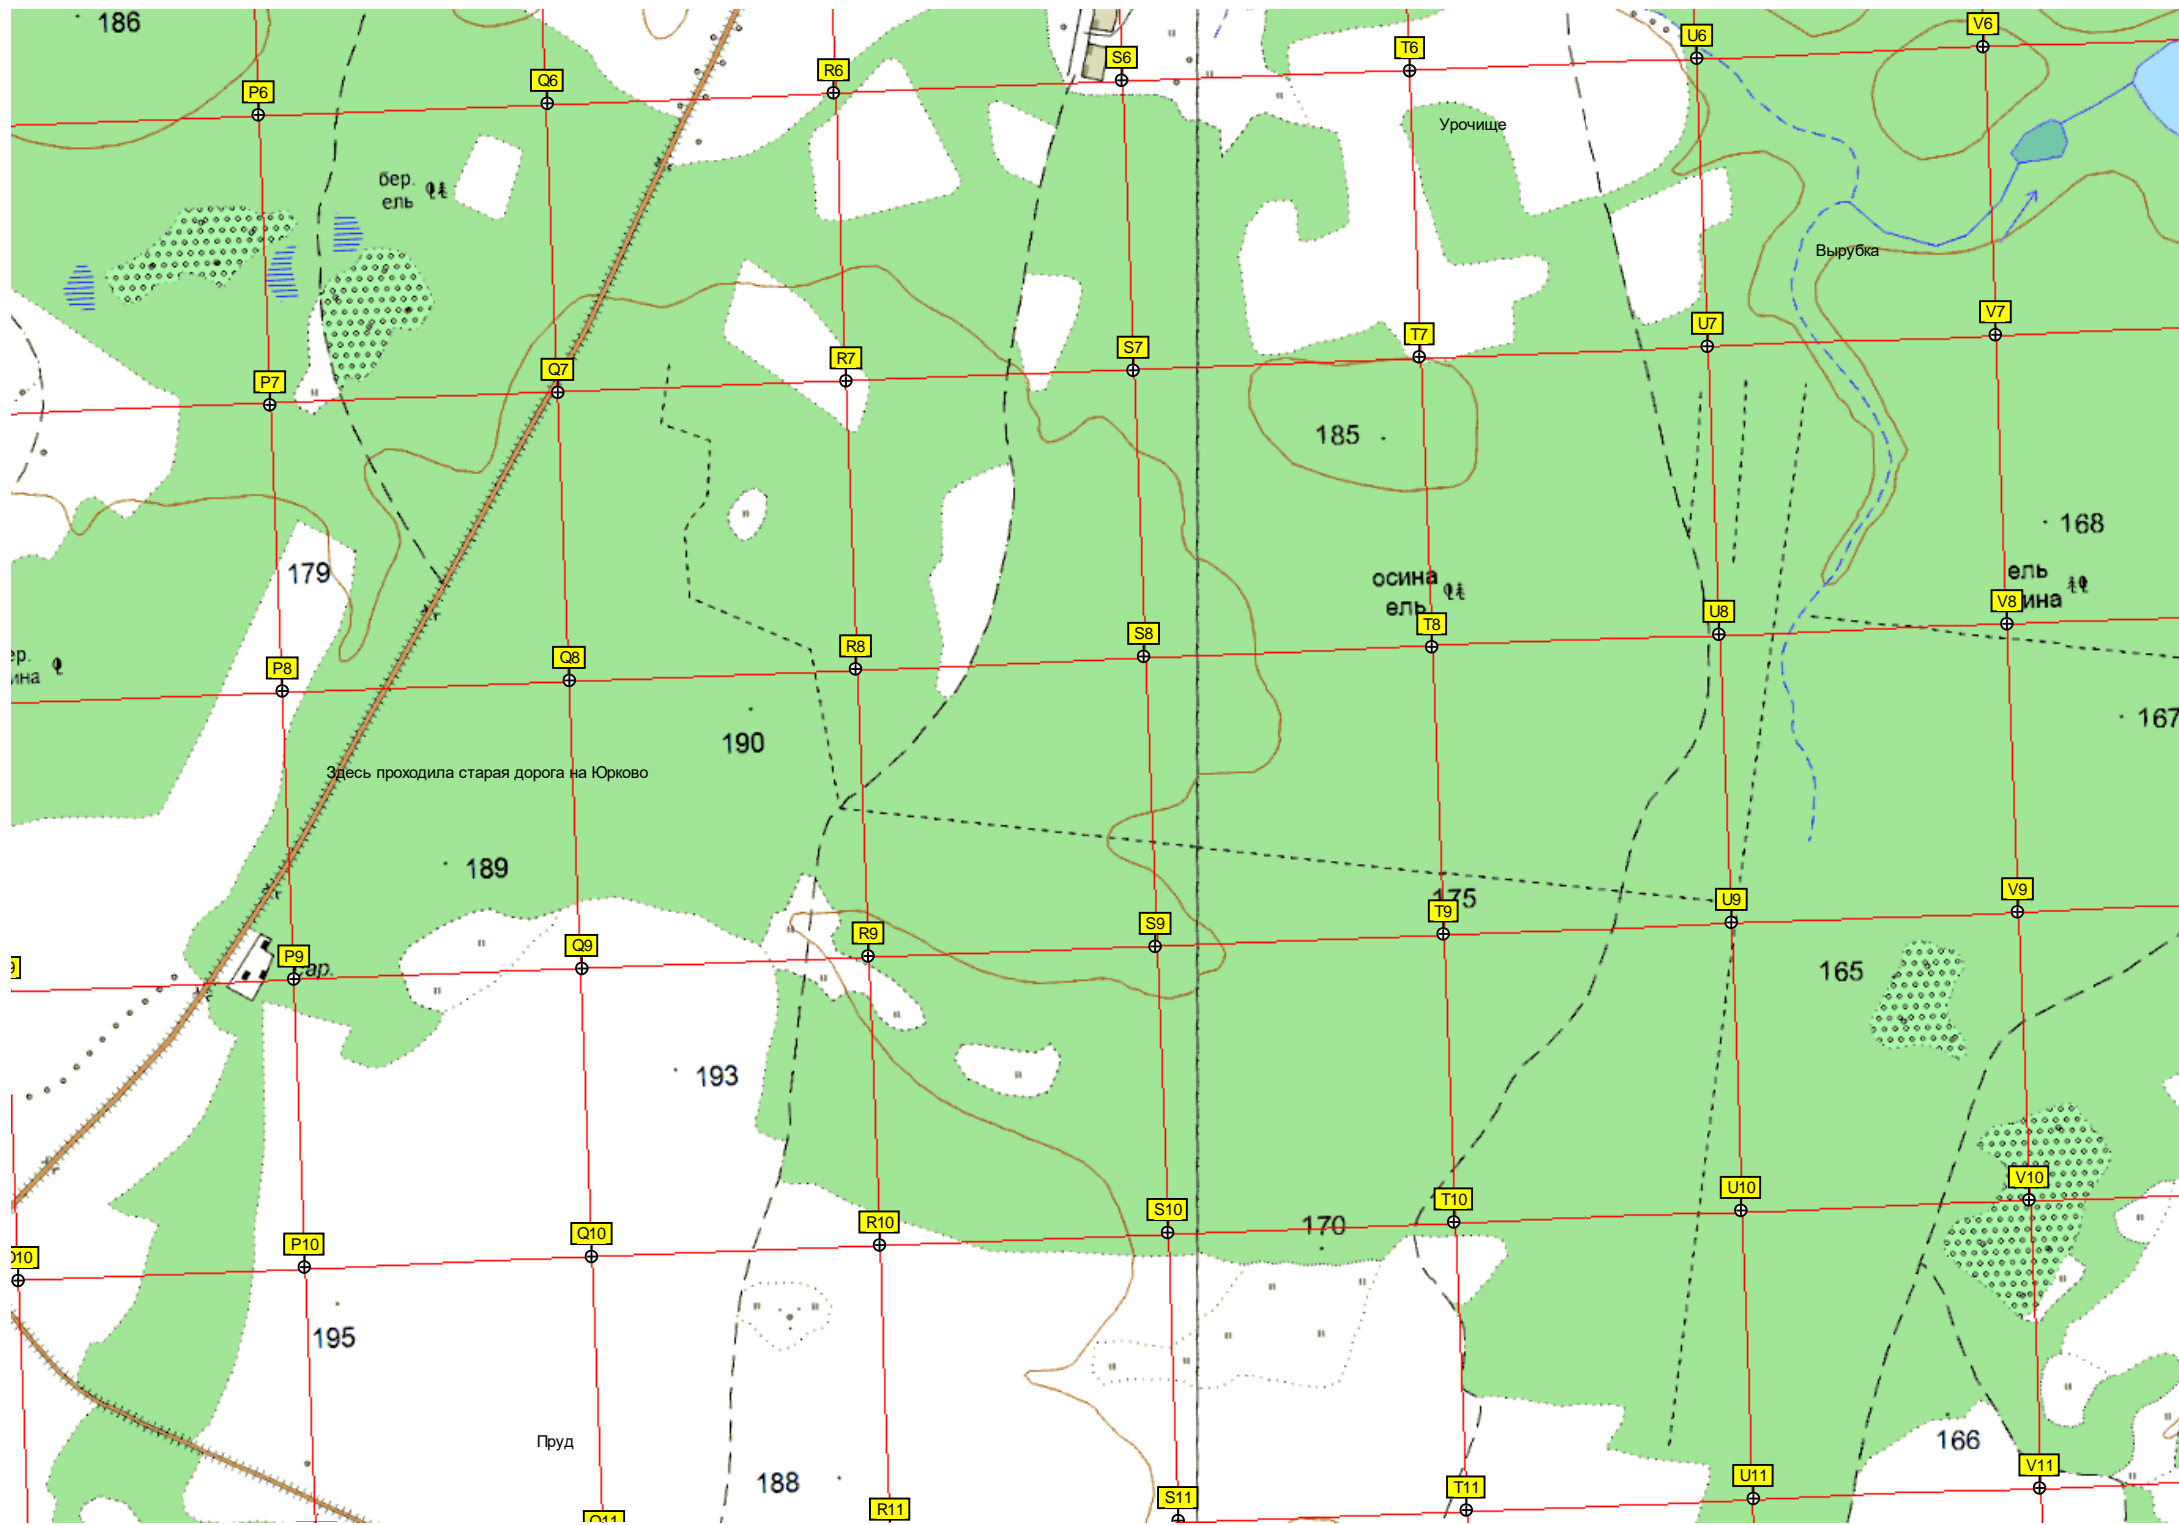 186
P6
Q6
R6
S6
T6
U6
V6
Урочище
бер.
ель
Вырубка
P7
Q7
R7
S7
T7
U7
V7
185
168
179
осина
ель
ель
P8
Q8
R8
S8
T8
U8
V8
190
167
Здесь проходила старая дорога на Юрково
189
175
P9
Q9
R9
S9
T9
U9
V9
165
193
P10
Q10
R10
S10
T10
U10
V10
170
195
Пруд
188
166
R11
S11
T11
U11
V11